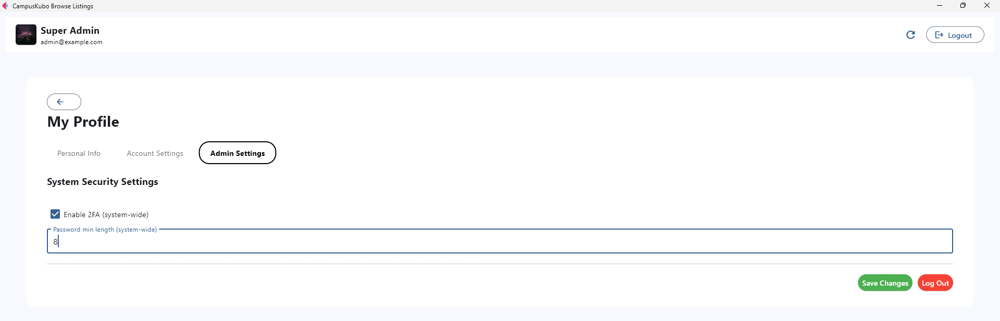 CampusKubo Browse Listings
Super Admin
admin@example.com
Logout
My Profile
Personal Info
Account Settings
Admin Settings
System Security Settings
Enable 2FA (system-wide)
Password min length (system-wide)
8
Save Changes
Log Out